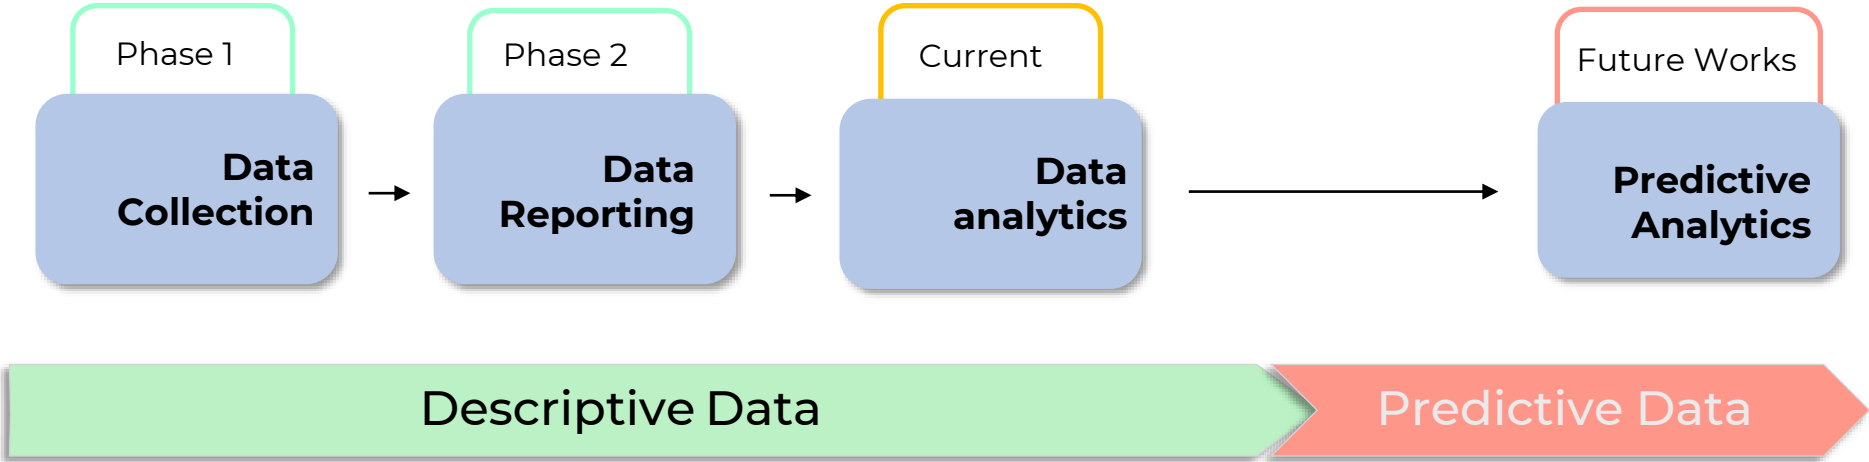 Phase 1
Data
Collection
Phase 2
Data
Reporting
Current
Data
analytics
Future Works
Predictive
Analytics
Descriptive Data
Predictive Data